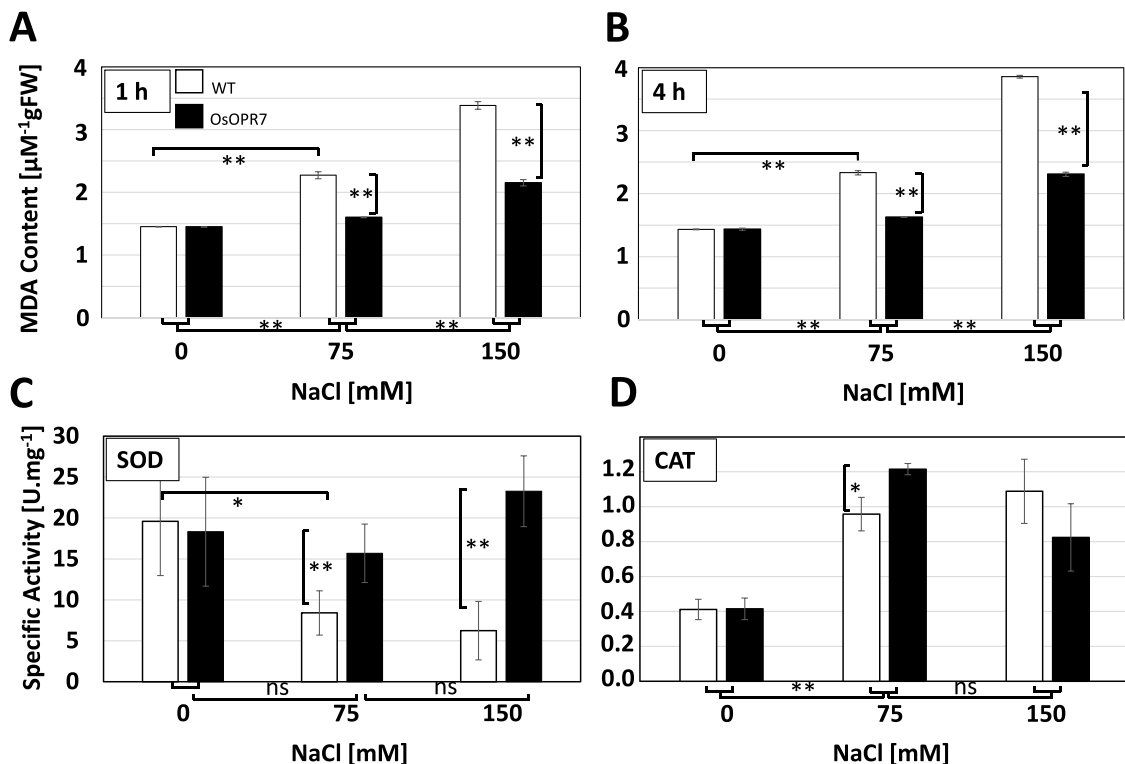 A
MDA Content [µM⁻¹gFW]
4
3
2
1
0
1 h
WT
OsOPR7
**
**
**
**
**
0
75
150
NaCl [mM]
B
4
3
2
1
0
4 h
**
**
**
**
**
0
75
150
NaCl [mM]
C
Specific Activity [U.mg⁻¹]
30
25
20
15
10
5
0
SOD
*
**
**
ns
ns
0
75
150
NaCl [mM]
D
1.2
1.0
0.8
0.6
0.4
0.2
0.0
CAT
*
**
ns
0
75
150
NaCl [mM]